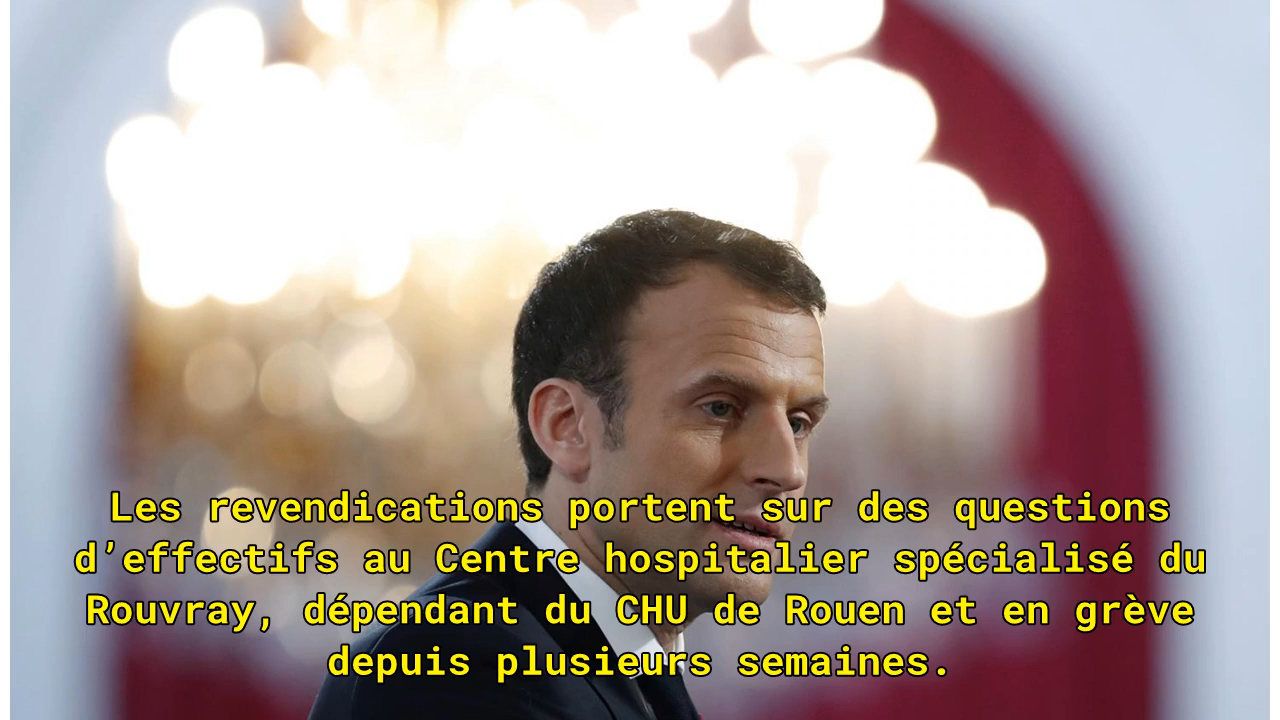 Les revendications portent sur des questions
d’effectifs au Centre hospitalier spécialisé du
Rouvray, dépendant du CHU de Rouen et en grève
depuis plusieurs semaines.